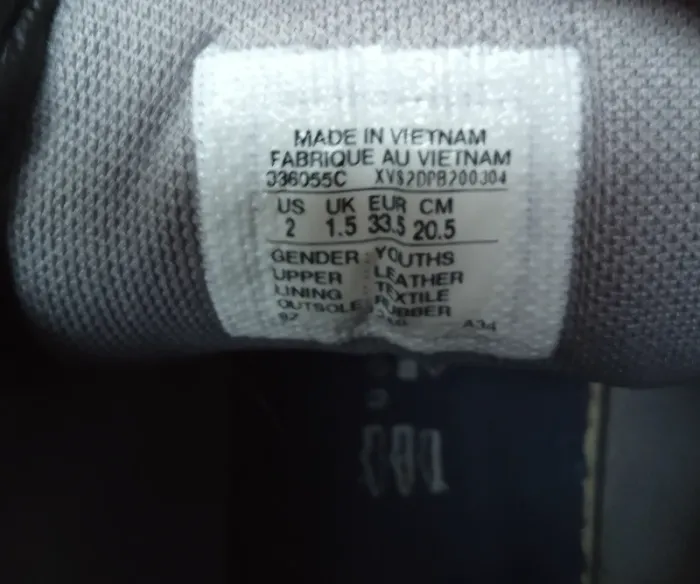 MADE IN VIETNAM
FABRIQUE AU VIETNAM
336055C XVS2DPB200304
US UK EUR CM
2 1.5 33.5 20.5
GENDER : YOUTHS
UPPER : LEATHER
LINING : TEXTILE
OUTSOLE : RUBBER
A34